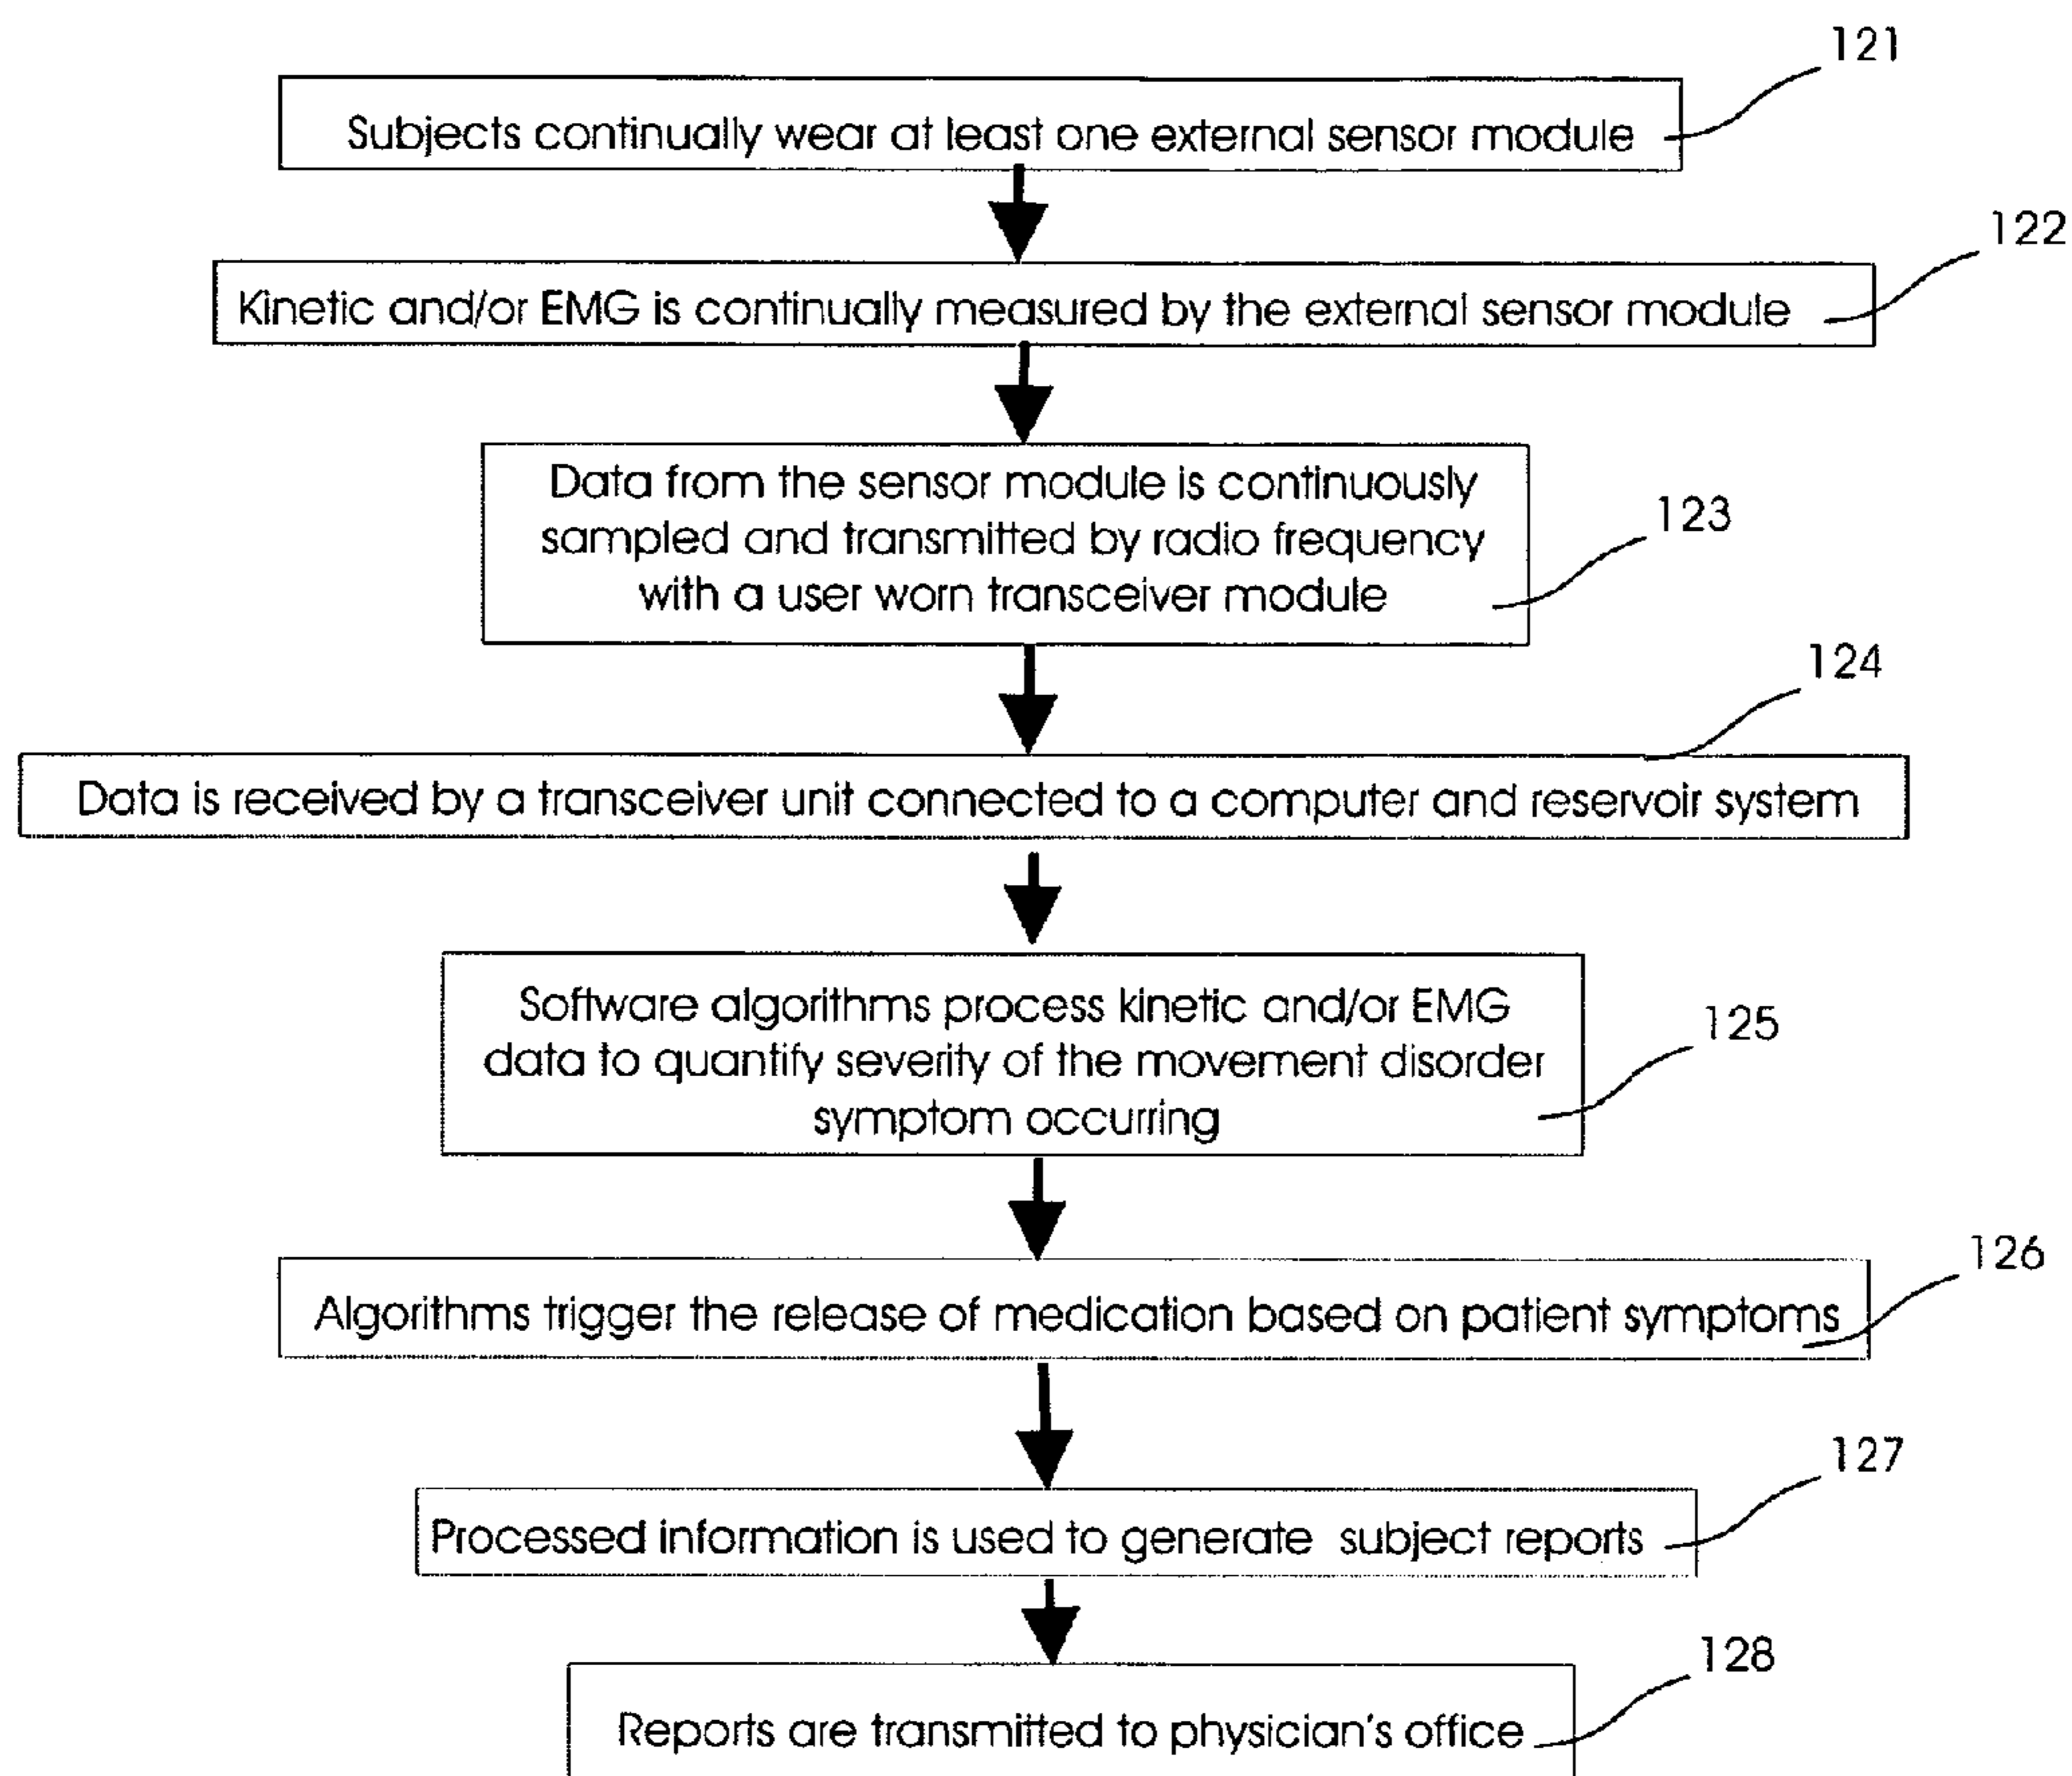 121
Subjects continually wear at least one external sensor module
122
Kinetic and/or EMG is continually measured by the external sensor module
Data from the sensor module is continuously
sampled and transmitted by radio frequency
with a user worn transceiver module
123
124
Data is received by a transceiver unit connected to a computer and reservoir system
Software algorithms process kinetic and/or EMG
data to quantify severity of the movement disorder
symptom occurring
125
126
Algorithms trigger the release of medication based on patient symptoms
127
Processed information is used to generate subject reports
128
Reports are transmitted to physician's office